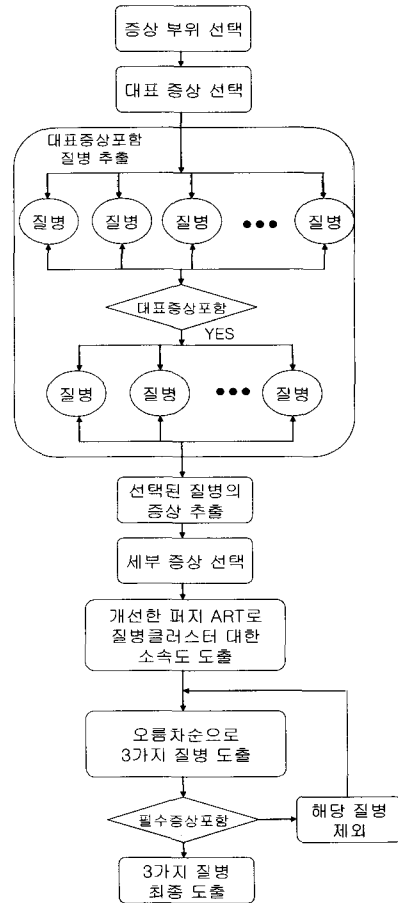 증상 부위 선택
대표 증상 선택
대표증상포함
질병 추출
질병 질병 질병 ••• 질병
대표증상포함
YES
질병 질병 ••• 질병
선택된 질병의
증상 추출
세부 증상 선택
개선한 퍼지 ART로
질병클러스터 대한
소속도 도출
오름차순으로
3가지 질병 도출
필수증상포함
해당 질병
제외
3가지 질병
최종 도출